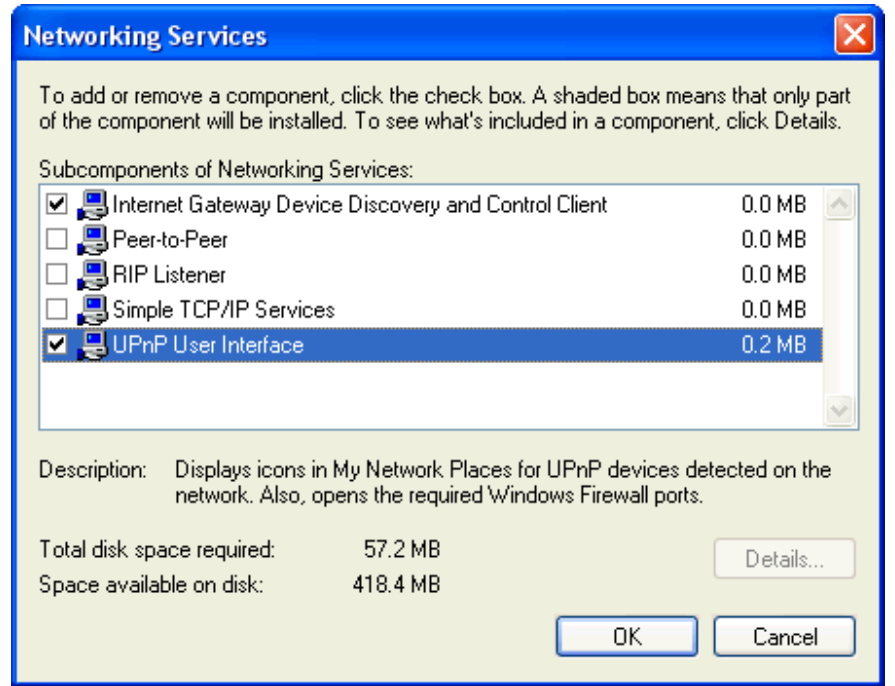 Networking Services
To add or remove a component, click the check box. A shaded box means that only part
of the component will be installed. To see what's included in a component, click Details.
Subcomponents of Networking Services:
Internet Gateway Device Discovery and Control Client 0.0 MB
Peer-to-Peer 0.0 MB
RIP Listener 0.0 MB
Simple TCP/IP Services 0.0 MB
UPnP User Interface 0.2 MB
Description: Displays icons in My Network Places for UPnP devices detected on the
network. Also, opens the required Windows Firewall ports.
Total disk space required: 57.2 MB
Space available on disk: 418.4 MB
Details...
OK Cancel